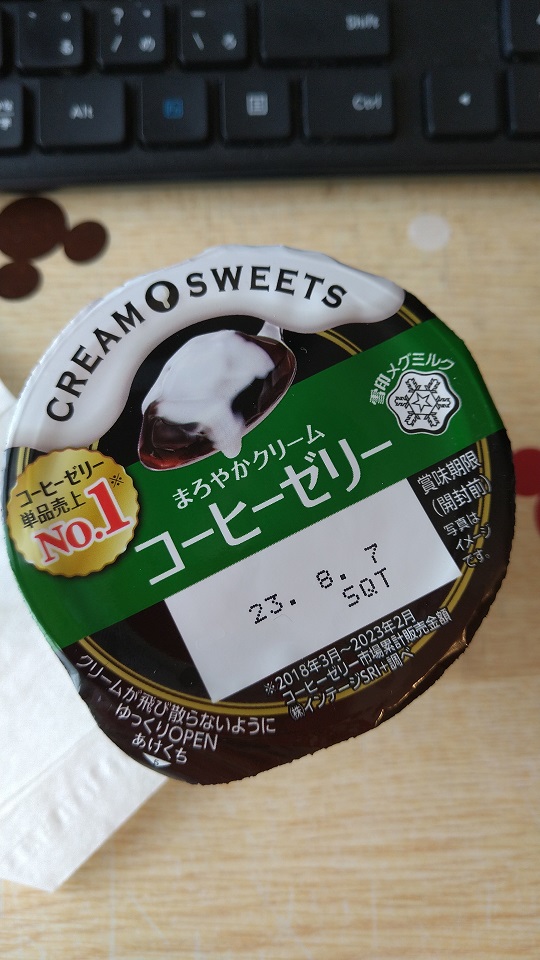 る
? ・
/ め
ー
\ ろ
Shift
Alt
Ctrl
CREAM SWEETS
雪印メグミルク
まろやかクリーム
コーヒーゼリー
コーヒーゼリー
単品売上※
No.1
賞味期限
(開封前)
写真は
イメージ
です。
23. 8. 7
SQT
※2018年3月~2023年2月
コーヒーゼリー市場累計販売金額
㈱インテージSRI+調べ
クリームが飛び散らないように
ゆっくりOPEN
あけくち